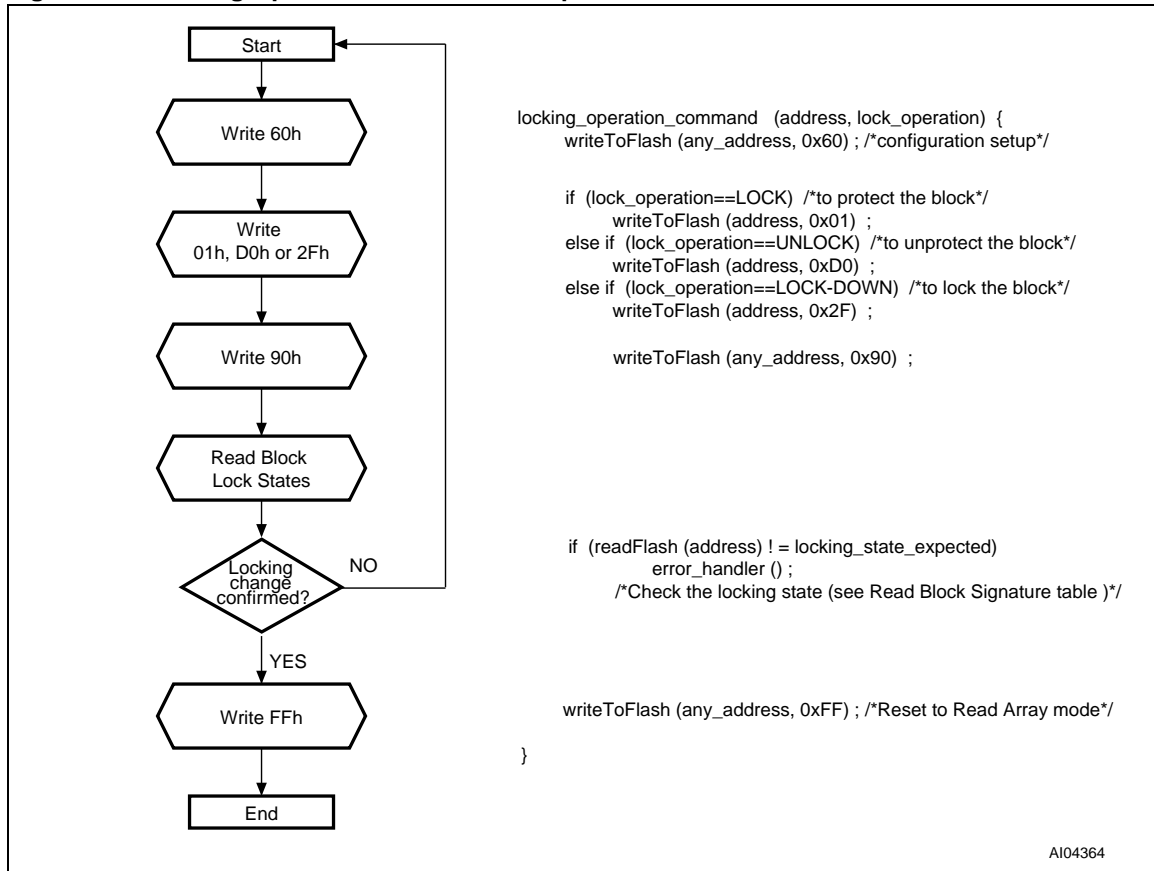 Start
Write 60h
Write
01h, D0h or 2Fh
Write 90h
Read Block
Lock States
Locking
change
confirmed?
NO
YES
Write FFh
End
locking_operation_command (address, lock_operation) {
writeToFlash (any_address, 0x60) ; /*configuration setup*/
if (lock_operation==LOCK) /*to protect the block*/
writeToFlash (address, 0x01) ;
else if (lock_operation==UNLOCK) /*to unprotect the block*/
writeToFlash (address, 0xD0) ;
else if (lock_operation==LOCK-DOWN) /*to lock the block*/
writeToFlash (address, 0x2F) ;
writeToFlash (any_address, 0x90) ;
if (readFlash (address) ! = locking_state_expected)
error_handler () ;
/*Check the locking state (see Read Block Signature table )*/
writeToFlash (any_address, 0xFF) ; /*Reset to Read Array mode*/
}
AI04364